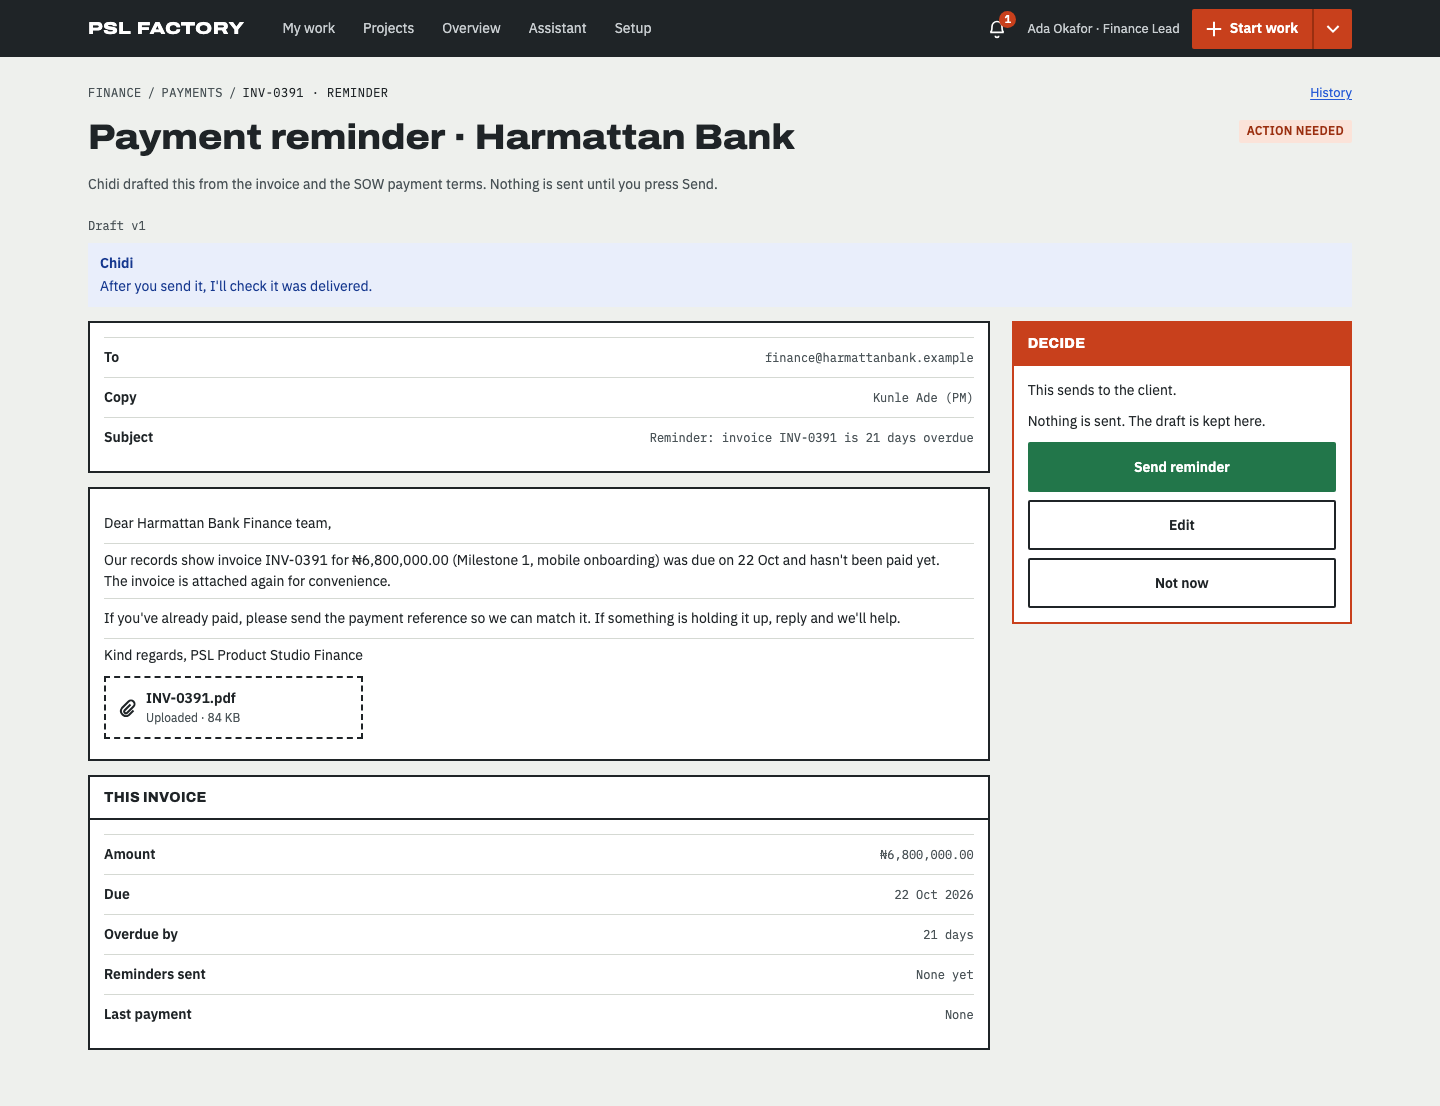 PSL FACTORY
My work
Projects
Overview
Assistant
Setup
1
Ada Okafor · Finance Lead
Start work
FINANCE / PAYMENTS / INV-0391 · REMINDER
History
Payment reminder · Harmattan Bank
ACTION NEEDED
Chidi drafted this from the invoice and the SOW payment terms. Nothing is sent until you press Send.
Draft v1
Chidi
After you send it, I'll check it was delivered.
To
finance@harmattanbank.example
Copy
Kunle Ade (PM)
Subject
Reminder: invoice INV-0391 is 21 days overdue
Dear Harmattan Bank Finance team,
Our records show invoice INV-0391 for ₦6,800,000.00 (Milestone 1, mobile onboarding) was due on 22 Oct and hasn't been paid yet.
The invoice is attached again for convenience.
If you've already paid, please send the payment reference so we can match it. If something is holding it up, reply and we'll help.
Kind regards, PSL Product Studio Finance
INV-0391.pdf
Uploaded · 84 KB
DECIDE
This sends to the client.
Nothing is sent. The draft is kept here.
Send reminder
Edit
Not now
THIS INVOICE
Amount
₦6,800,000.00
Due
22 Oct 2026
Overdue by
21 days
Reminders sent
None yet
Last payment
None